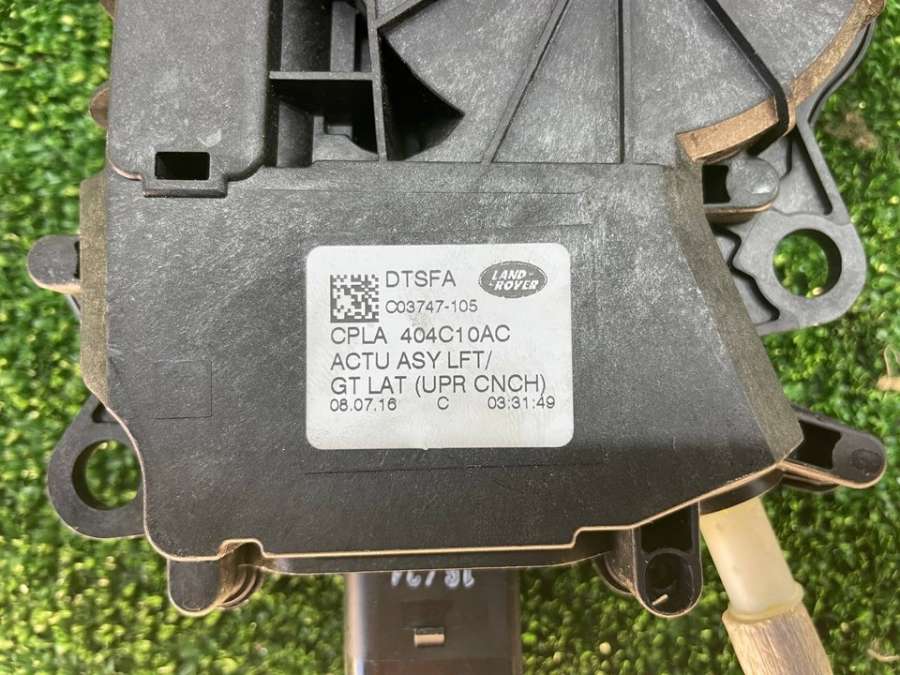 DTSFA
LAND-
-ROVER
C03747-105
CPLA 404C10AC
ACTU ASY LFT/
GT LAT (UPR CNCH)
08.07.16 C 03:31:49